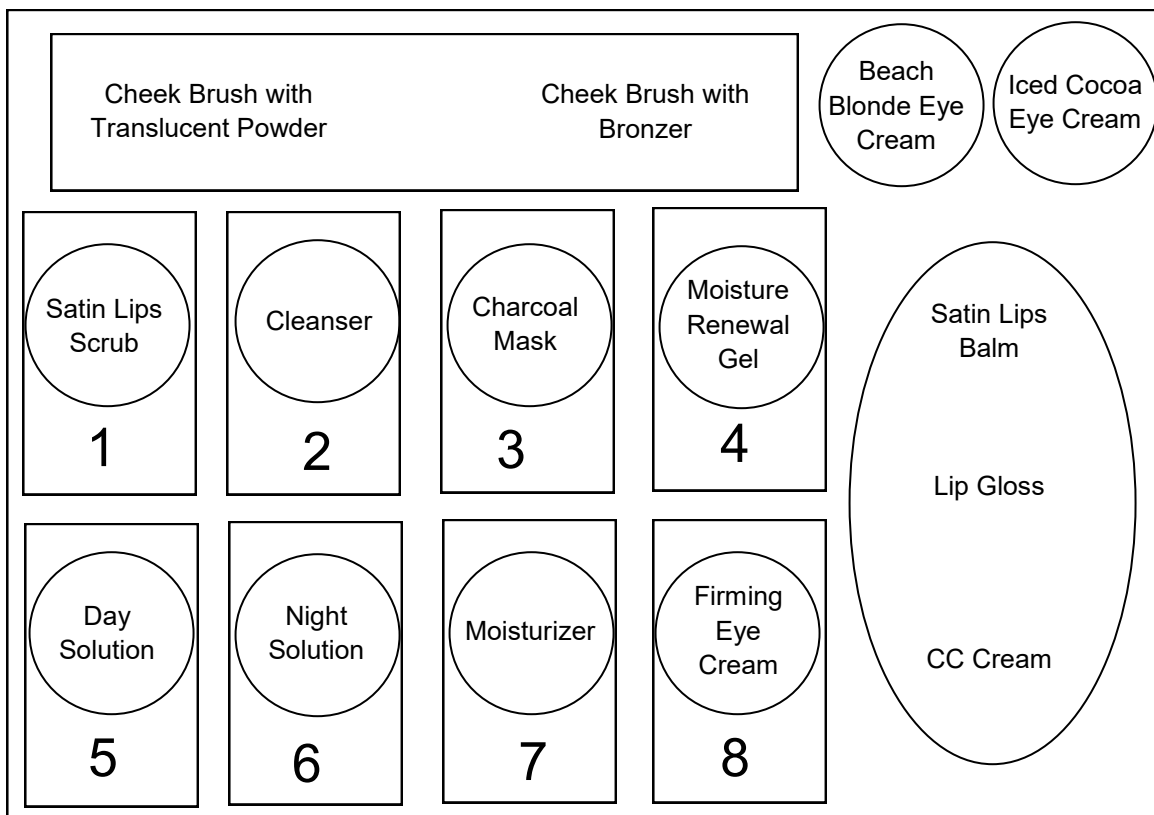 Cheek Brush with
Translucent Powder
Cheek Brush with
Bronzer
Beach
Blonde Eye
Cream
Iced Cocoa
Eye Cream
Satin Lips
Scrub
1
Cleanser
2
Charcoal
Mask
3
Moisture
Renewal
Gel
4
Satin Lips
Balm
Lip Gloss
CC Cream
Day
Solution
5
Night
Solution
6
Moisturizer
7
Firming
Eye
Cream
8